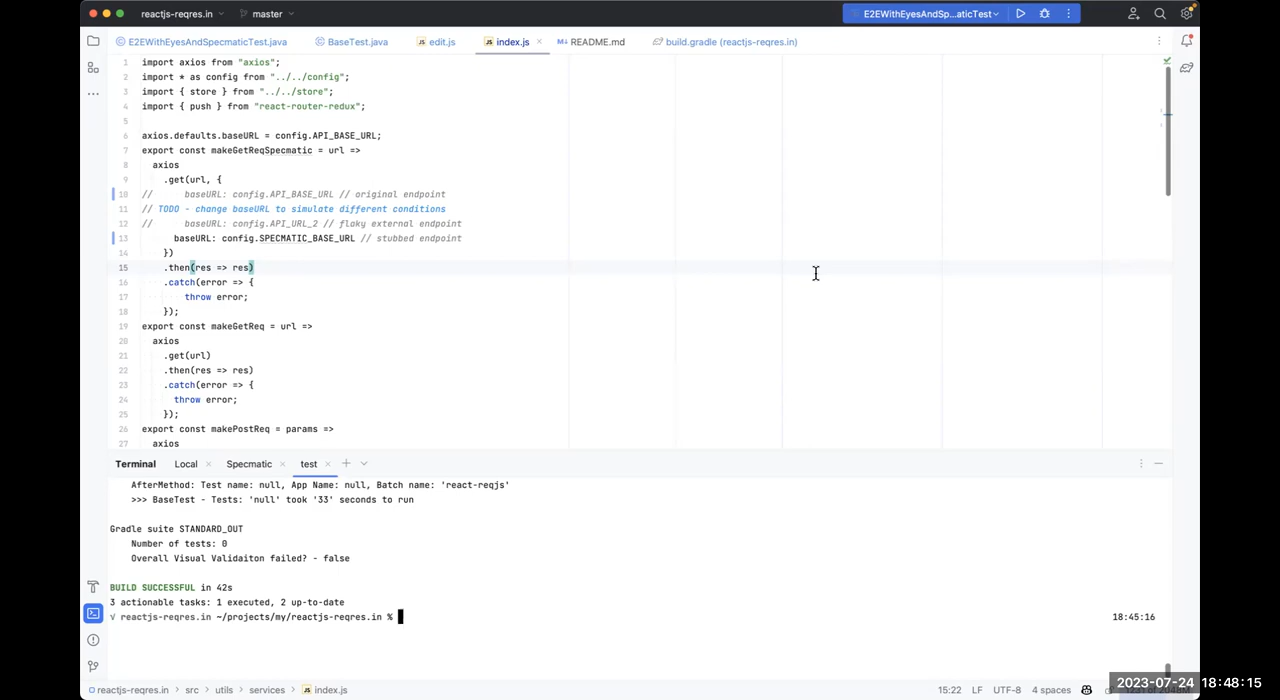 reactjs-reqres.in
master
E2EWithEyesAndSp...aticTest
E2EWithEyesAndSpecmaticTest.java
BaseTest.java
edit.js
index.js
README.md
build.gradle (reactjs-reqres.in)
1 import axios from "axios";
2 import * as config from "../../config";
3 import { store } from "../../store";
4 import { push } from "react-router-redux";
5
6 axios.defaults.baseURL = config.API_BASE_URL;
7 export const makeGetReqSpecmatic = url =>
8 axios
9 .get(url, {
10 // baseURL: config.API_BASE_URL // original endpoint
11 // TODO - change baseURL to simulate different conditions
12 // baseURL: config.API_URL_2 // flaky external endpoint
13 baseURL: config.SPECMATIC_BASE_URL // stubbed endpoint
14 })
15 .then(res => res)
16 .catch(error => {
17 throw error;
18 });
19 export const makeGetReq = url =>
20 axios
21 .get(url)
22 .then(res => res)
23 .catch(error => {
24 throw error;
25 });
26 export const makePostReq = params =>
27 axios
Terminal
Local
Specmatic
test
AfterMethod: Test name: null, App Name: null, Batch name: 'react-reqjs'
>>> BaseTest - Tests: 'null' took '33' seconds to run
Gradle suite STANDARD_OUT
Number of tests: 0
Overall Visual Validaiton failed? - false
BUILD SUCCESSFUL in 42s
3 actionable tasks: 1 executed, 2 up-to-date
√ reactjs-reqres.in ~/projects/my/reactjs-reqres.in %
18:45:16
reactjs-reqres.in > src > utils > services > index.js
15:22
LF
UTF-8
4 spaces
2023-07-24 18:48:15